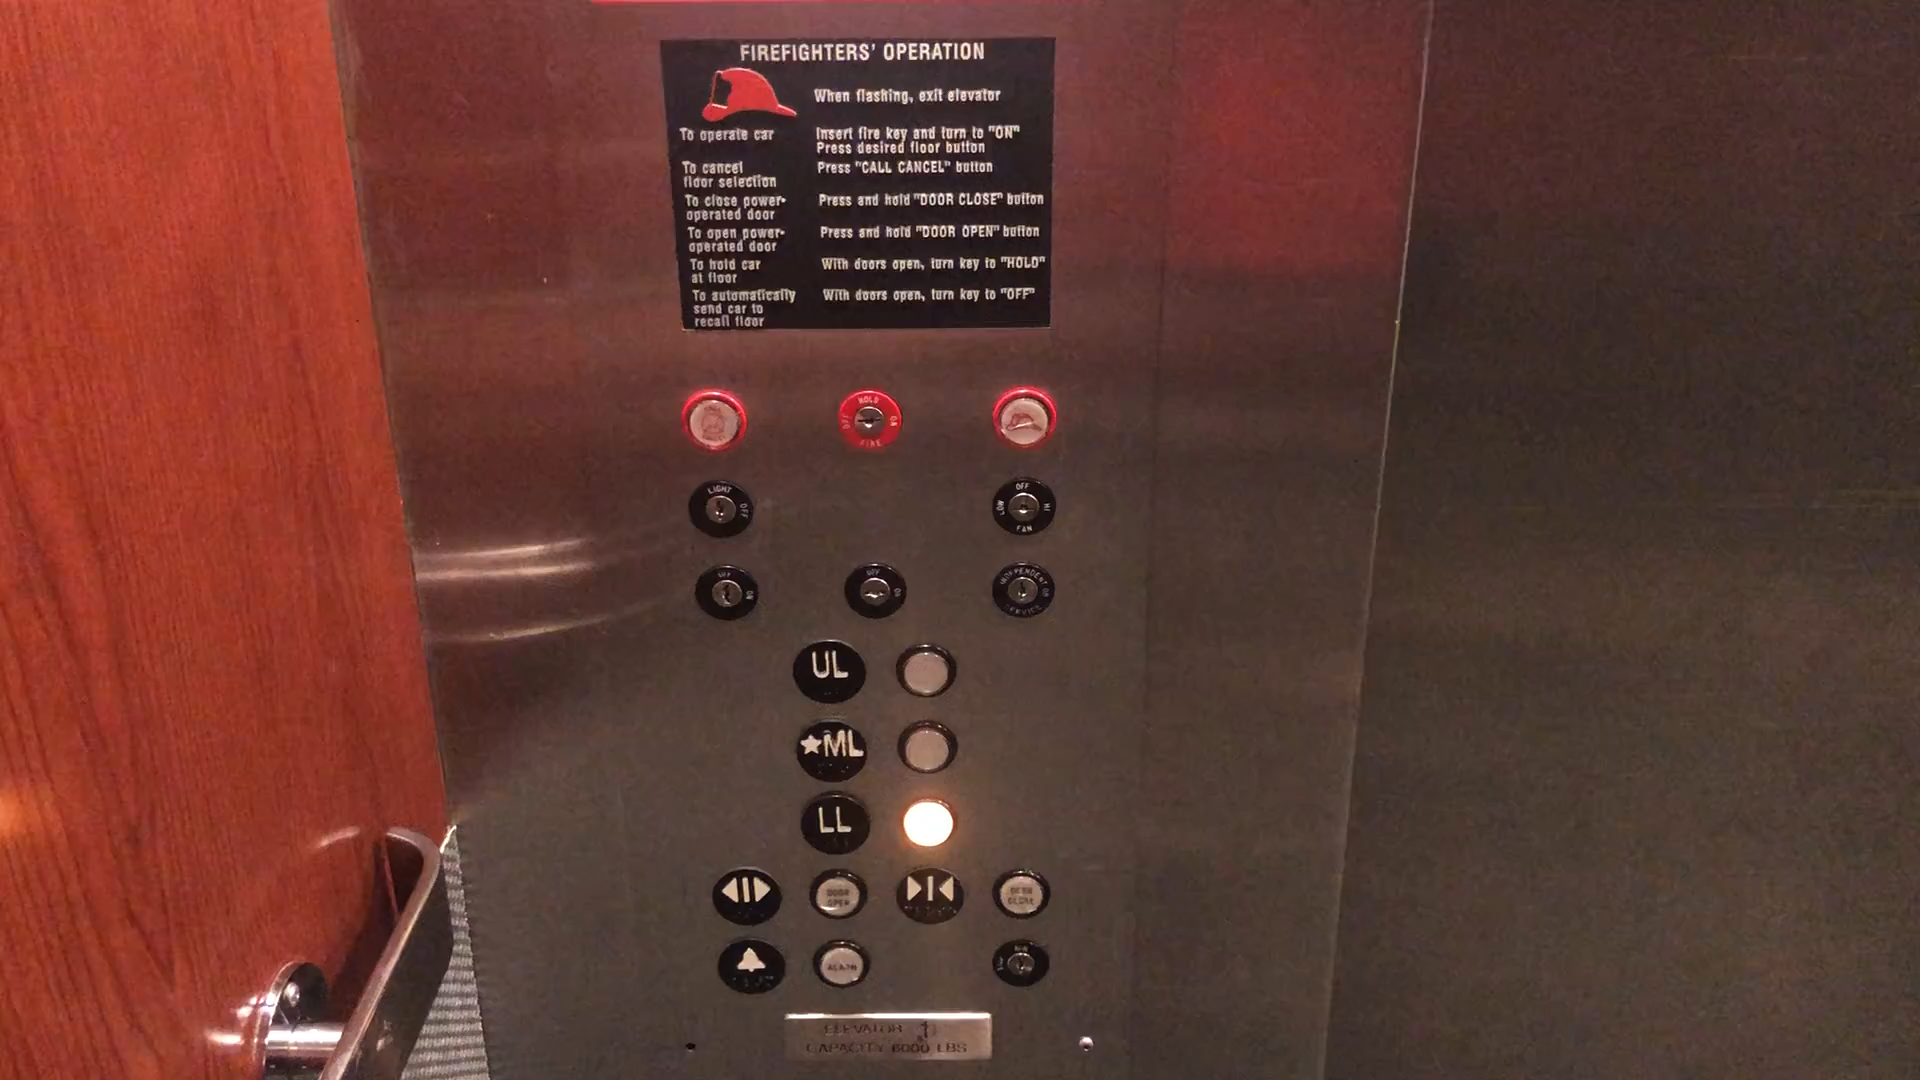 FIREFIGHTERS' OPERATION
When flashing, exit elevator
To operate car
Insert fire key and turn to "ON"
Press desired floor button
To cancel
floor selection
Press "CALL CANCEL" button
To close power-
operated door
Press and hold "DOOR CLOSE" button
To open power-
operated door
Press and hold "DOOR OPEN" button
To hold car
at floor
With doors open, turn key to "HOLD"
To automatically
send car to
recall floor
With doors open, turn key to "OFF"
HOLD
OFF ON
FIRE
LIGHT
OFF
OFF
LOW HI
FAN
OFF
ON
OFF
ON
INDEPENDENT
ON
SERVICE
UL
★ML
LL
DOOR
OPEN
DOOR
CLOSE
ALARM
ELEVATOR
CAPACITY 6000 LBS